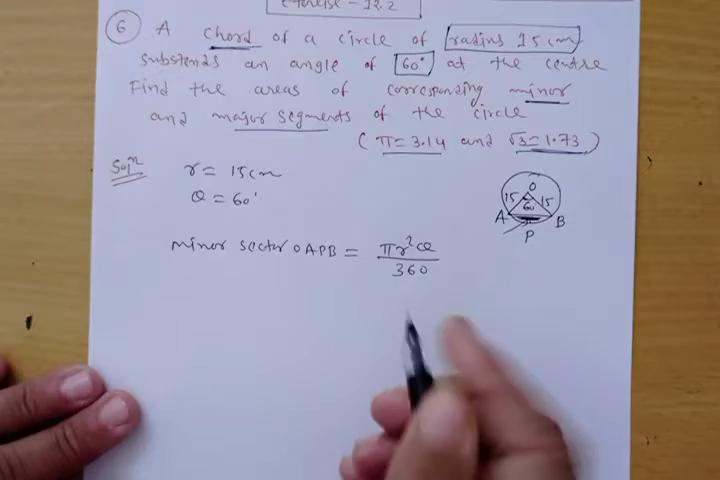 Exercise - 12.2
6 A chord of a circle of radius 15 cm
substends an angle of 60° at the centre
Find the areas of corresponding minor
and major segments of the circle
( π = 3.14 and √3 = 1.73 )
Solⁿ r = 15 cm
θ = 60°
O
15 60 15
A B
P
minor sector OAPB = πr²θ / 360